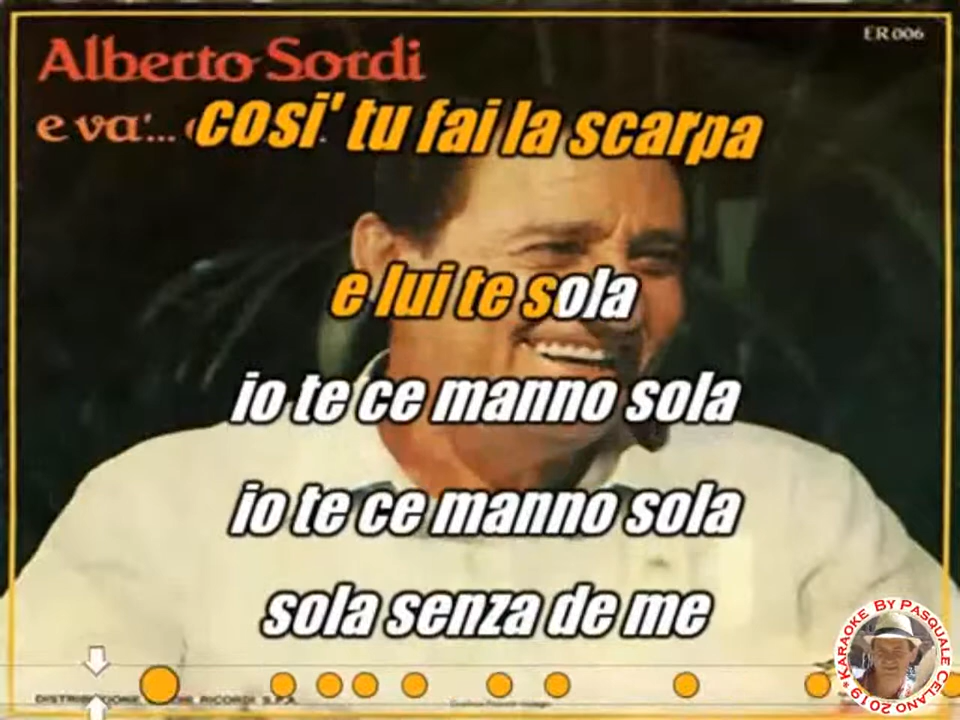 ER 006
Alberto Sordi
e va'...
cosi' tu fai la scarpa
e lui te sola
io te ce manno sola
io te ce manno sola
sola senza de me
RICORDI S.P.A.
*KARAOKE BY PASQUALE CELANO 2019*